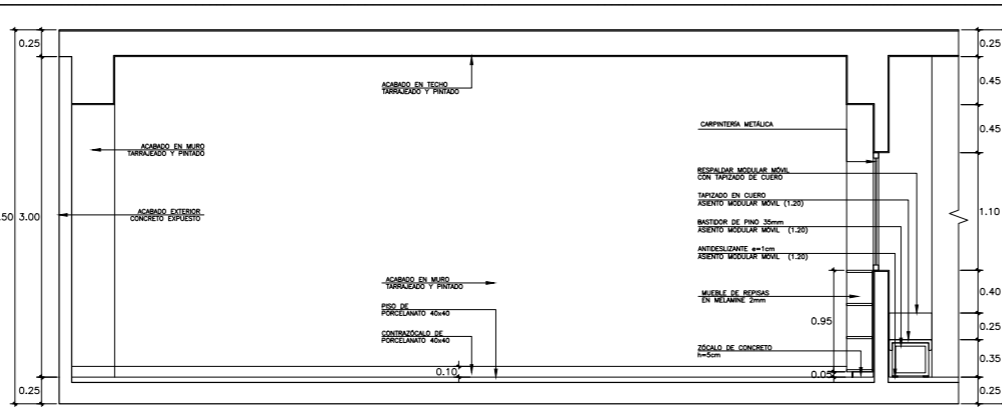 0.25
0.25
0.45
ACABADO EN TECHO
TARRAJEADO Y PINTADO
0.45
CARPINTERÍA METÁLICA
ACABADO EN MURO
TARRAJEADO Y PINTADO
RESPALDAR MODULAR MÓVIL
CON TAPIZADO DE CUERO
TAPIZADO EN CUERO
ASIENTO MODULAR MOVIL (1.20)
.50 3.00
ACABADO EXTERIOR
CONCRETO EXPUESTO
1.10
BASTIDOR DE PINO 35mm
ASIENTO MODULAR MOVIL (1.20)
ANTIDESLIZANTE e=1cm
ASIENTO MODULAR MOVIL (1.20)
ACABADO EN MURO
TARRAJEADO Y PINTADO
MUEBLE DE REPISAS
EN MELAMINE 2mm
0.40
PISO DE
PORCELANATO 40x40
0.95
0.25
CONTRAZÓCALO DE
PORCELANATO 40x40
ZÓCALO DE CONCRETO
h=5cm
0.35
0.10
0.05
0.25
0.25